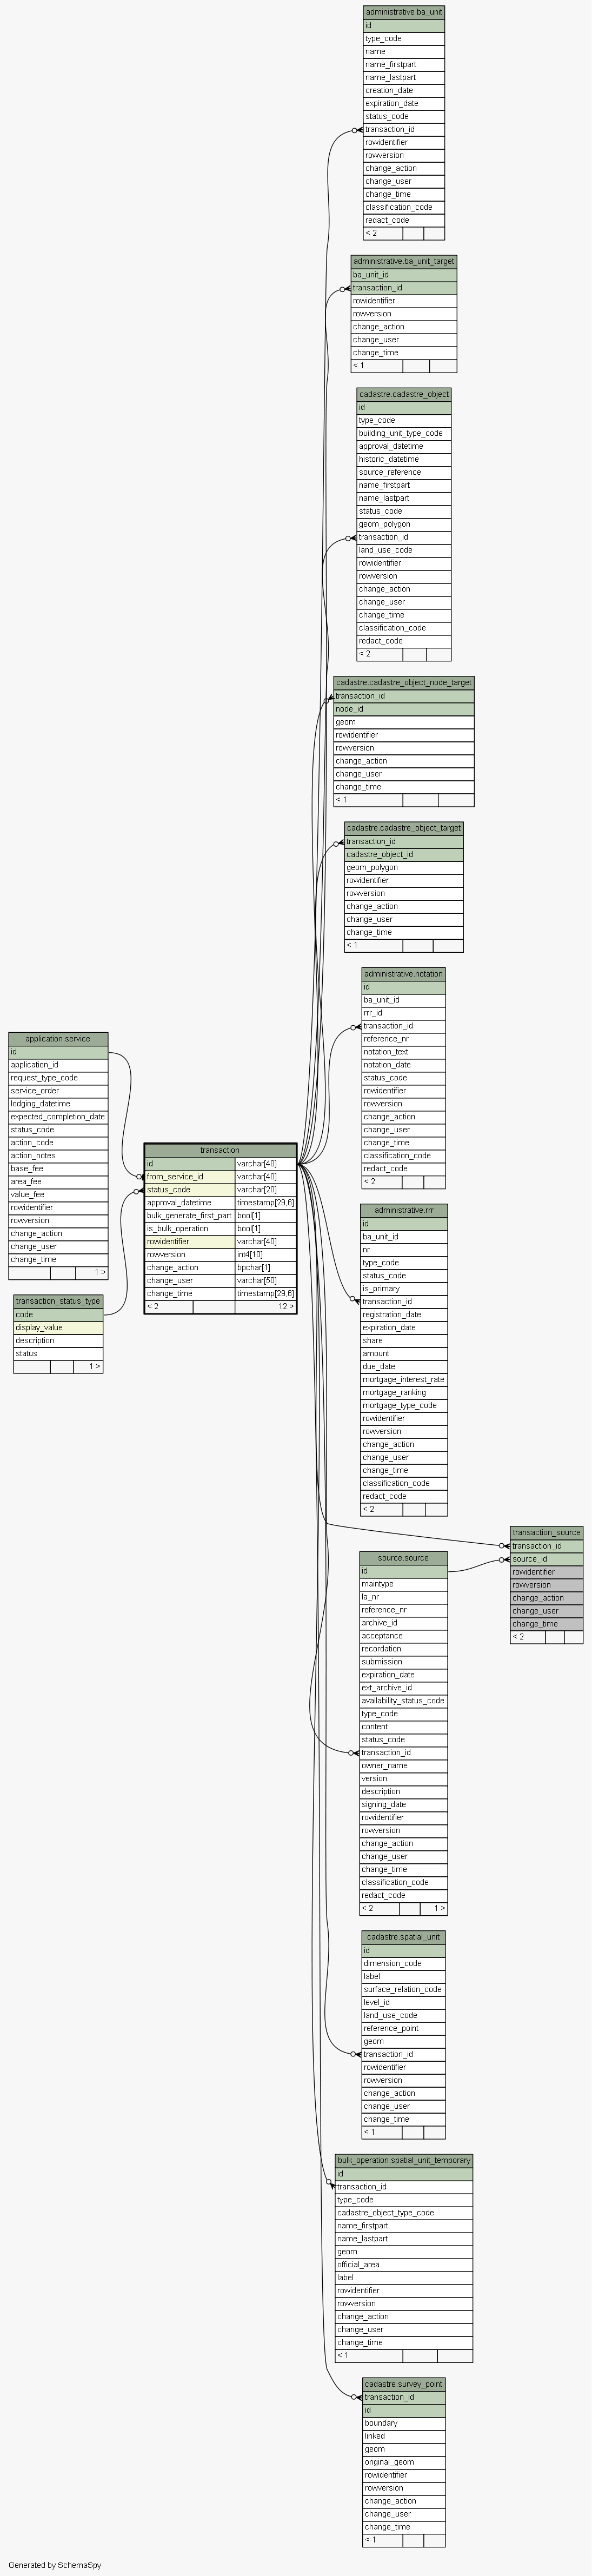 administrative.ba_unit
id
type_code
name
name_firstpart
name_lastpart
creation_date
expiration_date
status_code
transaction_id
rowidentifier
rowversion
change_action
change_user
change_time
classification_code
redact_code
< 2
administrative.ba_unit_target
ba_unit_id
transaction_id
rowidentifier
rowversion
change_action
change_user
change_time
< 1
cadastre.cadastre_object
id
type_code
building_unit_type_code
approval_datetime
historic_datetime
source_reference
name_firstpart
name_lastpart
status_code
geom_polygon
transaction_id
land_use_code
rowidentifier
rowversion
change_action
change_user
change_time
classification_code
redact_code
< 2
cadastre.cadastre_object_node_target
transaction_id
node_id
geom
rowidentifier
rowversion
change_action
change_user
change_time
< 1
cadastre.cadastre_object_target
transaction_id
cadastre_object_id
geom_polygon
rowidentifier
rowversion
change_action
change_user
change_time
< 1
administrative.notation
id
ba_unit_id
rrr_id
transaction_id
reference_nr
notation_text
notation_date
status_code
rowidentifier
rowversion
change_action
change_user
change_time
classification_code
redact_code
< 2
application.service
id
application_id
request_type_code
service_order
lodging_datetime
expected_completion_date
status_code
action_code
action_notes
base_fee
area_fee
value_fee
rowidentifier
rowversion
change_action
change_user
change_time
1 >
transaction
id varchar[40]
from_service_id varchar[40]
status_code varchar[20]
approval_datetime timestamp[29,6]
bulk_generate_first_part bool[1]
is_bulk_operation bool[1]
rowidentifier varchar[40]
rowversion int4[10]
change_action bpchar[1]
change_user varchar[50]
change_time timestamp[29,6]
< 2 12 >
transaction_status_type
code
display_value
description
status
1 >
administrative.rrr
id
ba_unit_id
nr
type_code
status_code
is_primary
transaction_id
registration_date
expiration_date
share
amount
due_date
mortgage_interest_rate
mortgage_ranking
mortgage_type_code
rowidentifier
rowversion
change_action
change_user
change_time
classification_code
redact_code
< 2
transaction_source
transaction_id
source_id
rowidentifier
rowversion
change_action
change_user
change_time
< 2
source.source
id
maintype
la_nr
reference_nr
archive_id
acceptance
recordation
submission
expiration_date
ext_archive_id
availability_status_code
type_code
content
status_code
transaction_id
owner_name
version
description
signing_date
rowidentifier
rowversion
change_action
change_user
change_time
classification_code
redact_code
< 2 1 >
cadastre.spatial_unit
id
dimension_code
label
surface_relation_code
level_id
land_use_code
reference_point
geom
transaction_id
rowidentifier
rowversion
change_action
change_user
change_time
< 1
bulk_operation.spatial_unit_temporary
id
transaction_id
type_code
cadastre_object_type_code
name_firstpart
name_lastpart
geom
official_area
label
rowidentifier
rowversion
change_action
change_user
change_time
< 1
cadastre.survey_point
transaction_id
id
boundary
linked
geom
original_geom
rowidentifier
rowversion
change_action
change_user
change_time
< 1
Generated by SchemaSpy